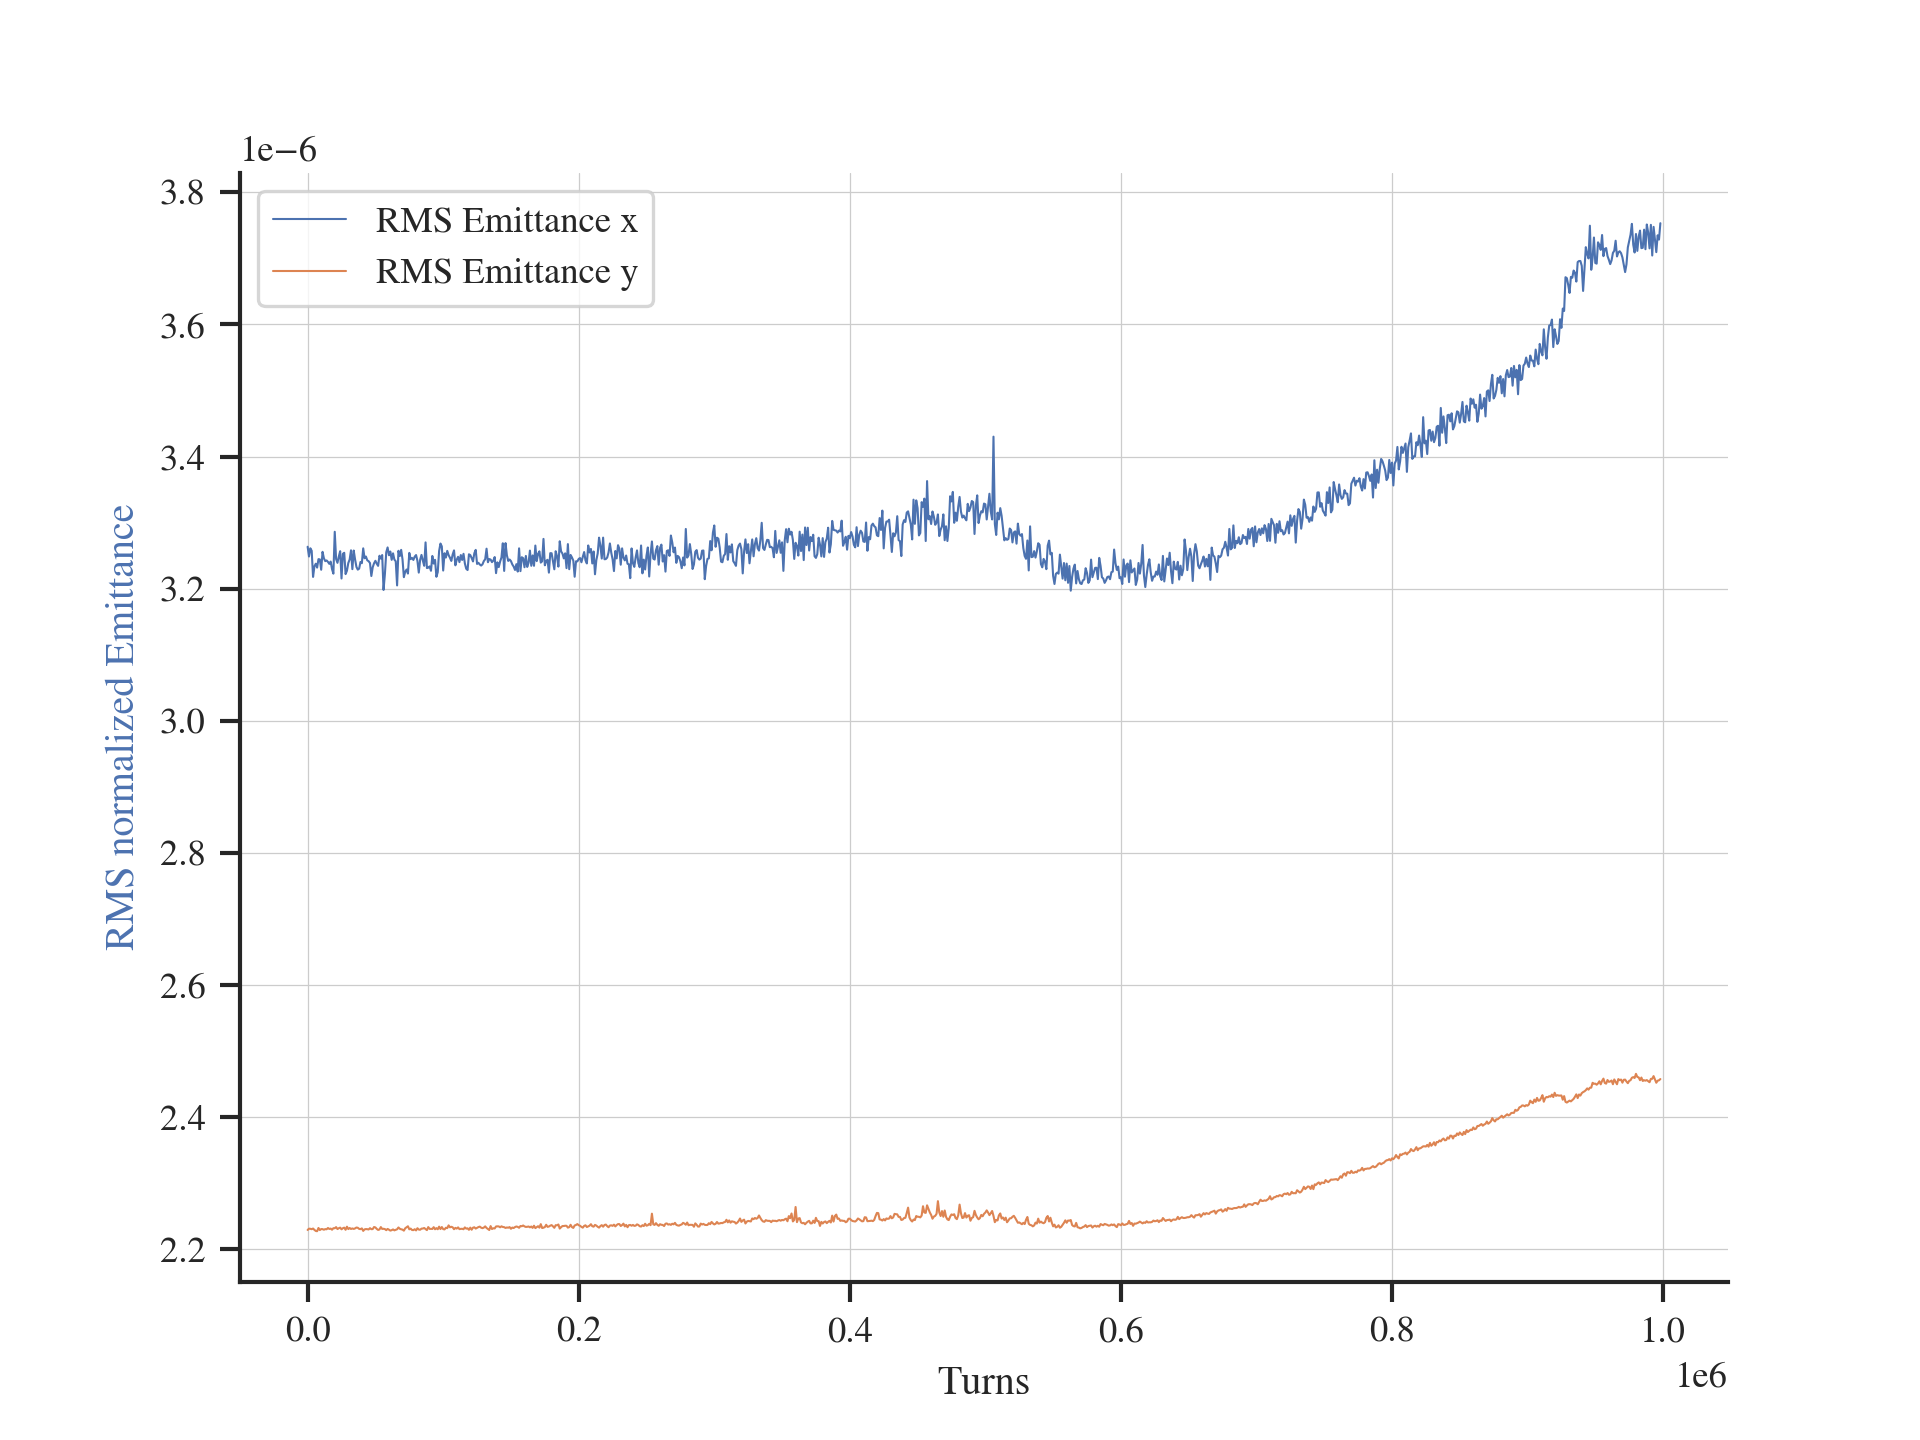 1e−6
3.8
3.6
3.4
3.2
3.0
2.8
2.6
2.4
2.2
RMS normalized Emittance
RMS Emittance x
RMS Emittance y
0.0 0.2 0.4 0.6 0.8 1.0
1e6
Turns